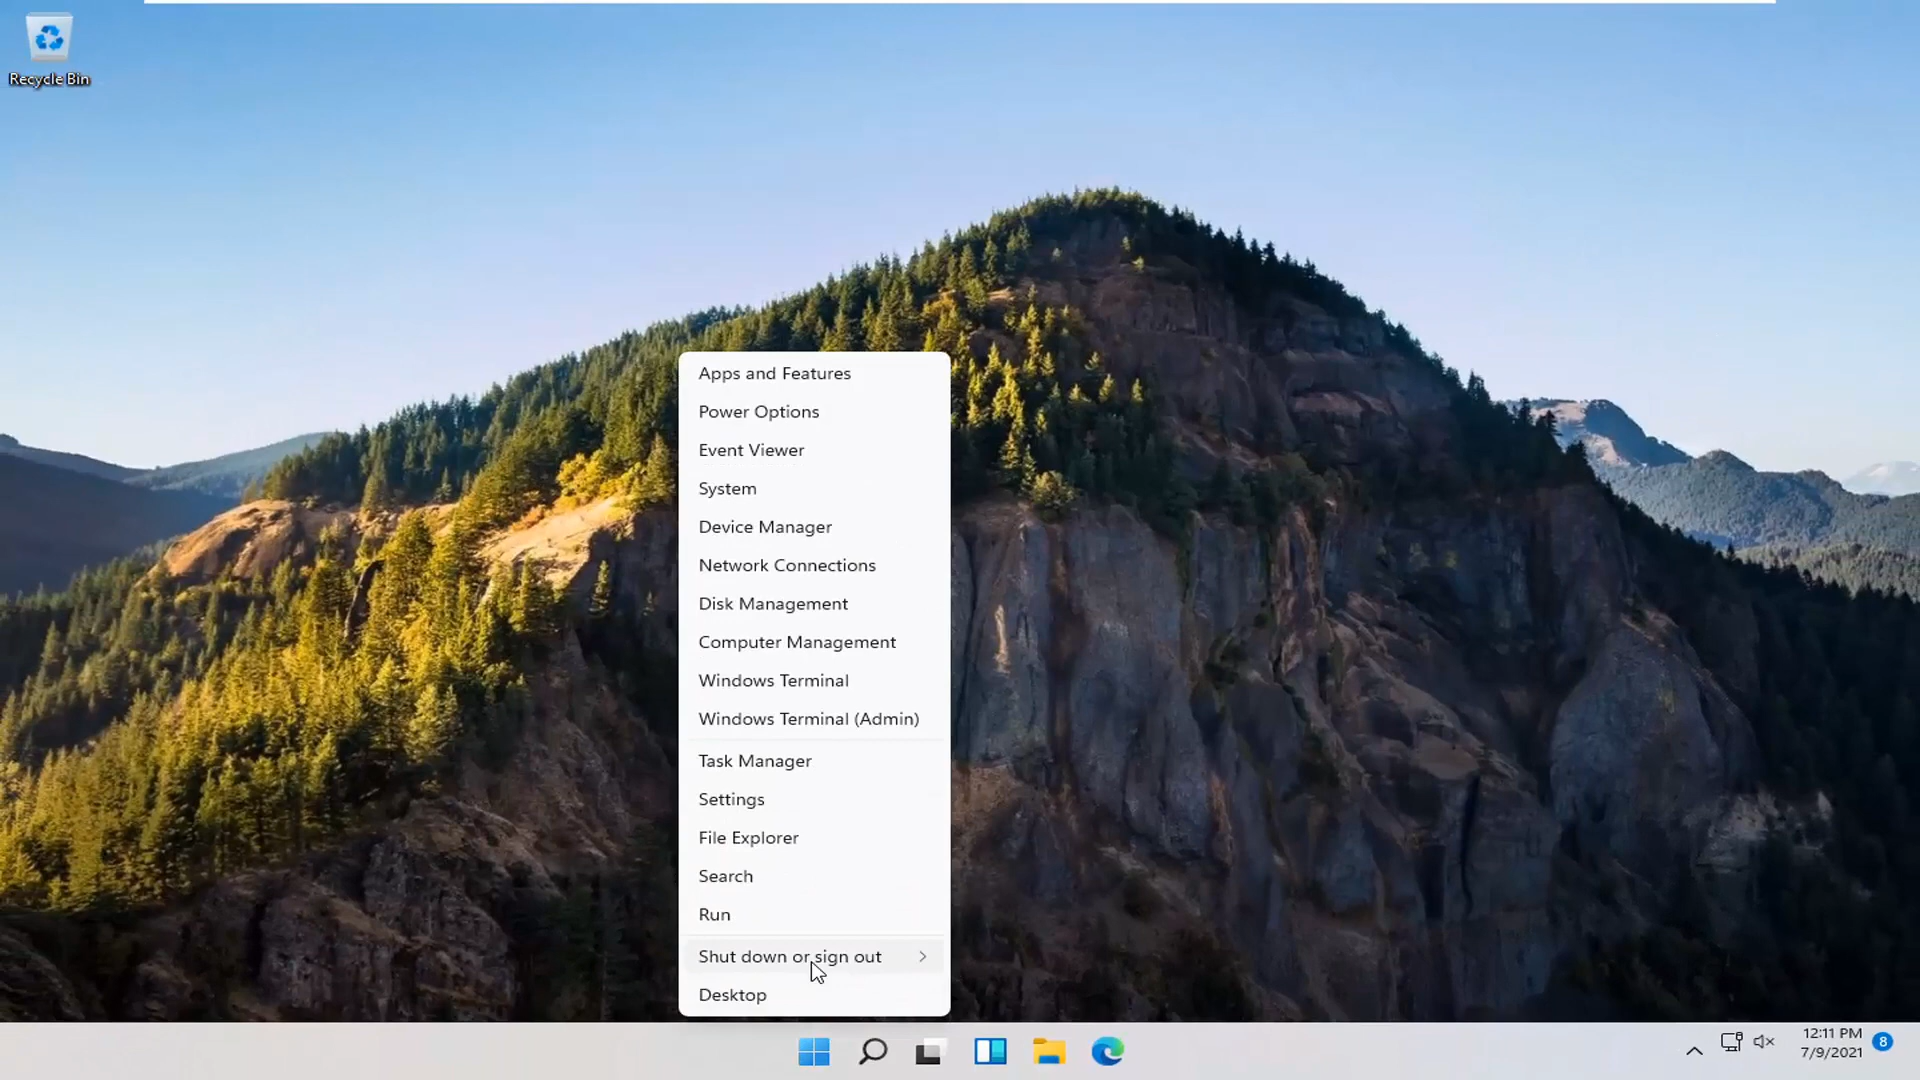 Recycle Bin
Apps and Features
Power Options
Event Viewer
System
Device Manager
Network Connections
Disk Management
Computer Management
Windows Terminal
Windows Terminal (Admin)
Task Manager
Settings
File Explorer
Search
Run
Shut down or sign out
Desktop
12:11 PM
7/9/2021
8